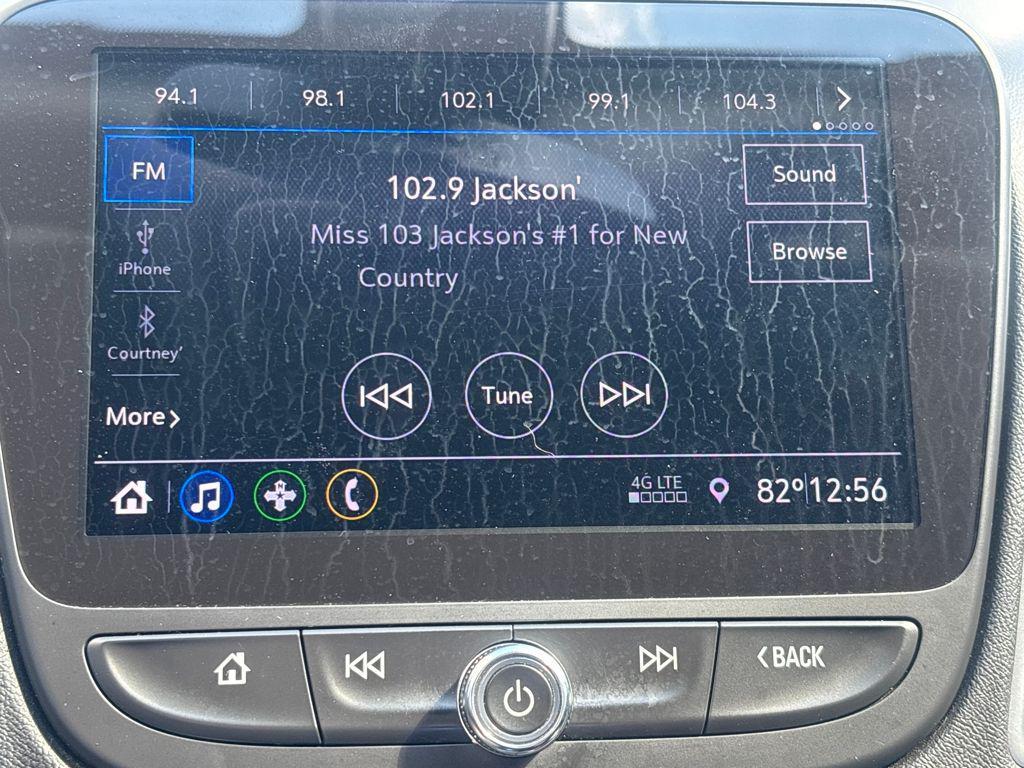 94.1 98.1 102.1 99.1 104.3
FM
102.9 Jackson'
Sound
Miss 103 Jackson's #1 for New
Country
Browse
iPhone
Courtney'
More
Tune
4G LTE
82° 12:56
BACK